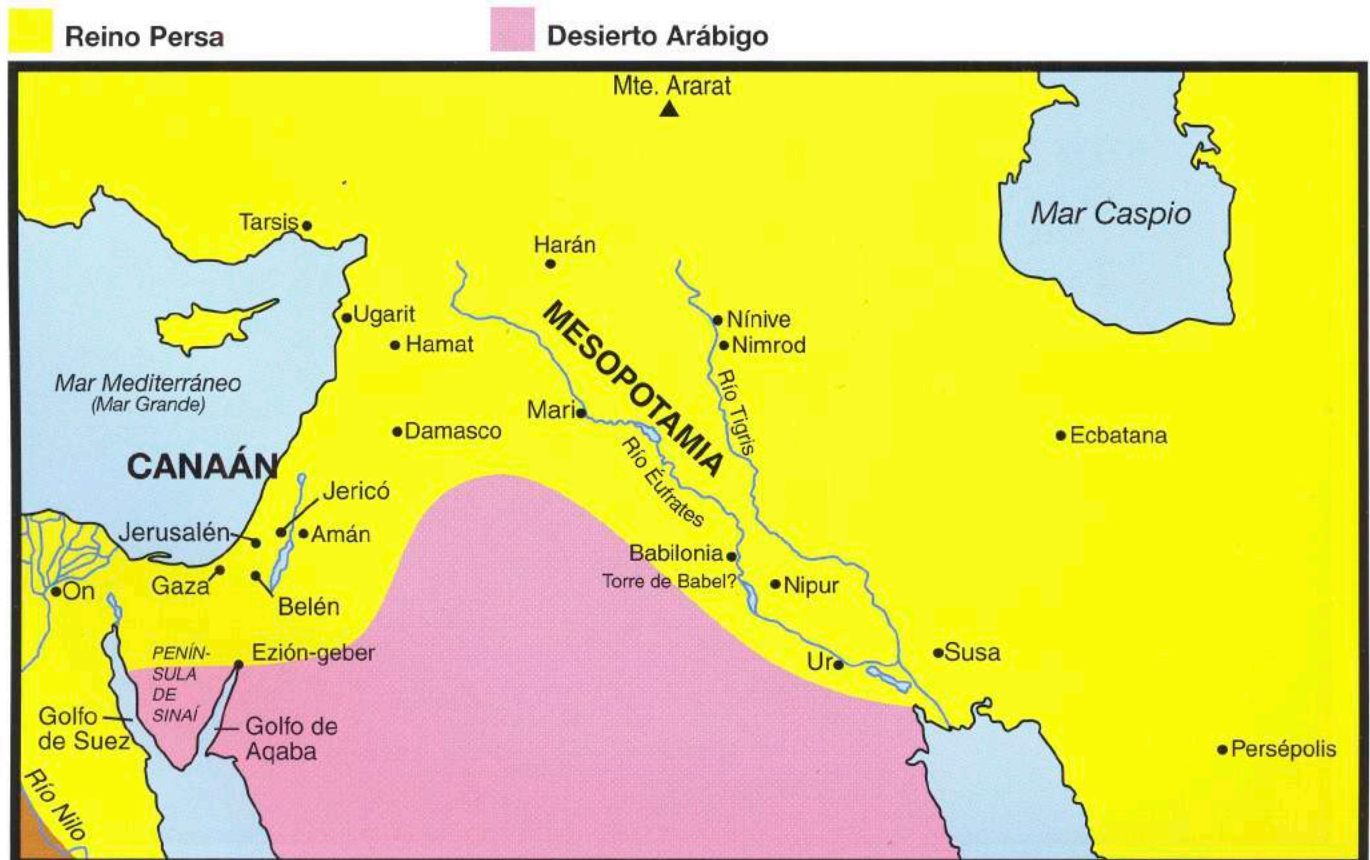 Reino Persa
Desierto Arábigo
Mte. Ararat
Mar Caspio
Tarsis
Harán
Ugarit
Nínive
Hamat
Nimrod
MESOPOTAMIA
Mar Mediterráneo
(Mar Grande)
Río Tigris
Mari
Damasco
Ecbatana
CANAÁN
Río Éufrates
Jericó
Jerusalén
Amán
Babilonia
Torre de Babel?
Nipur
Gaza
On
Belén
PENÍN-
SULA
DE
SINAÍ
Ezión-geber
Ur
Susa
Golfo
de Suez
Golfo de
Aqaba
Persépolis
Río Nilo